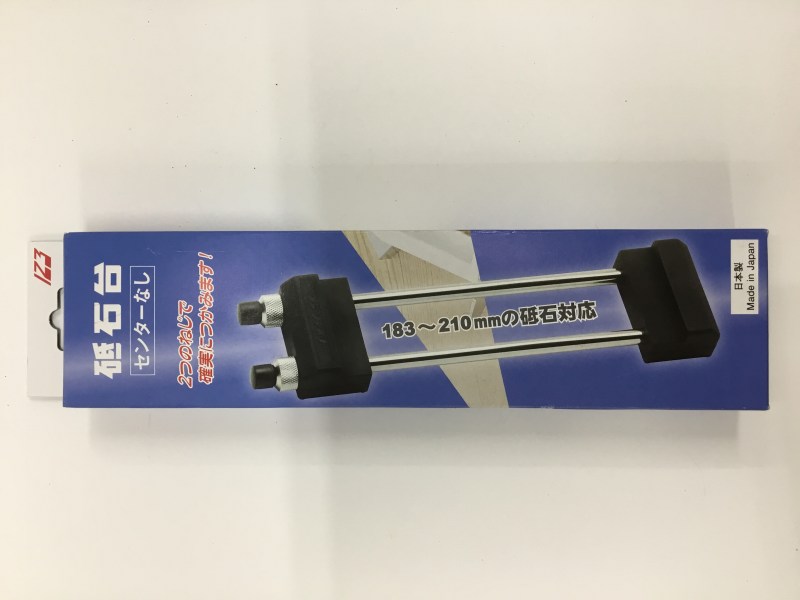 123
砥石台
センターなし
2つのねじで
確実につかみます!
183～210mmの砥石対応
日本製
Made in Japan